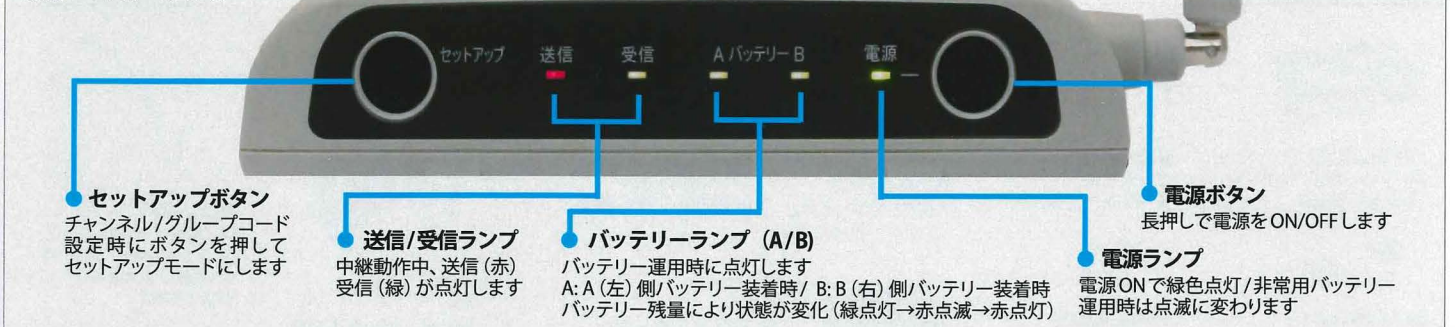 セットアップ 送信 受信 A バッテリー B 電源
セットアップボタン
チャンネル/グループコード
設定時にボタンを押して
セットアップモードにします
送信/受信ランプ
中継動作中、送信（赤）
受信（緑）が点灯します
バッテリーランプ（A/B)
バッテリー運用時に点灯します
A: A（左）側バッテリー装着時/ B: B（右）側バッテリー装着時
バッテリー残量により状態が変化（緑点灯→赤点滅→赤点灯）
電源ランプ
電源ONで緑色点灯/非常用バッテリー
運用時は点滅に変わります
電源ボタン
長押しで電源をON/OFFします